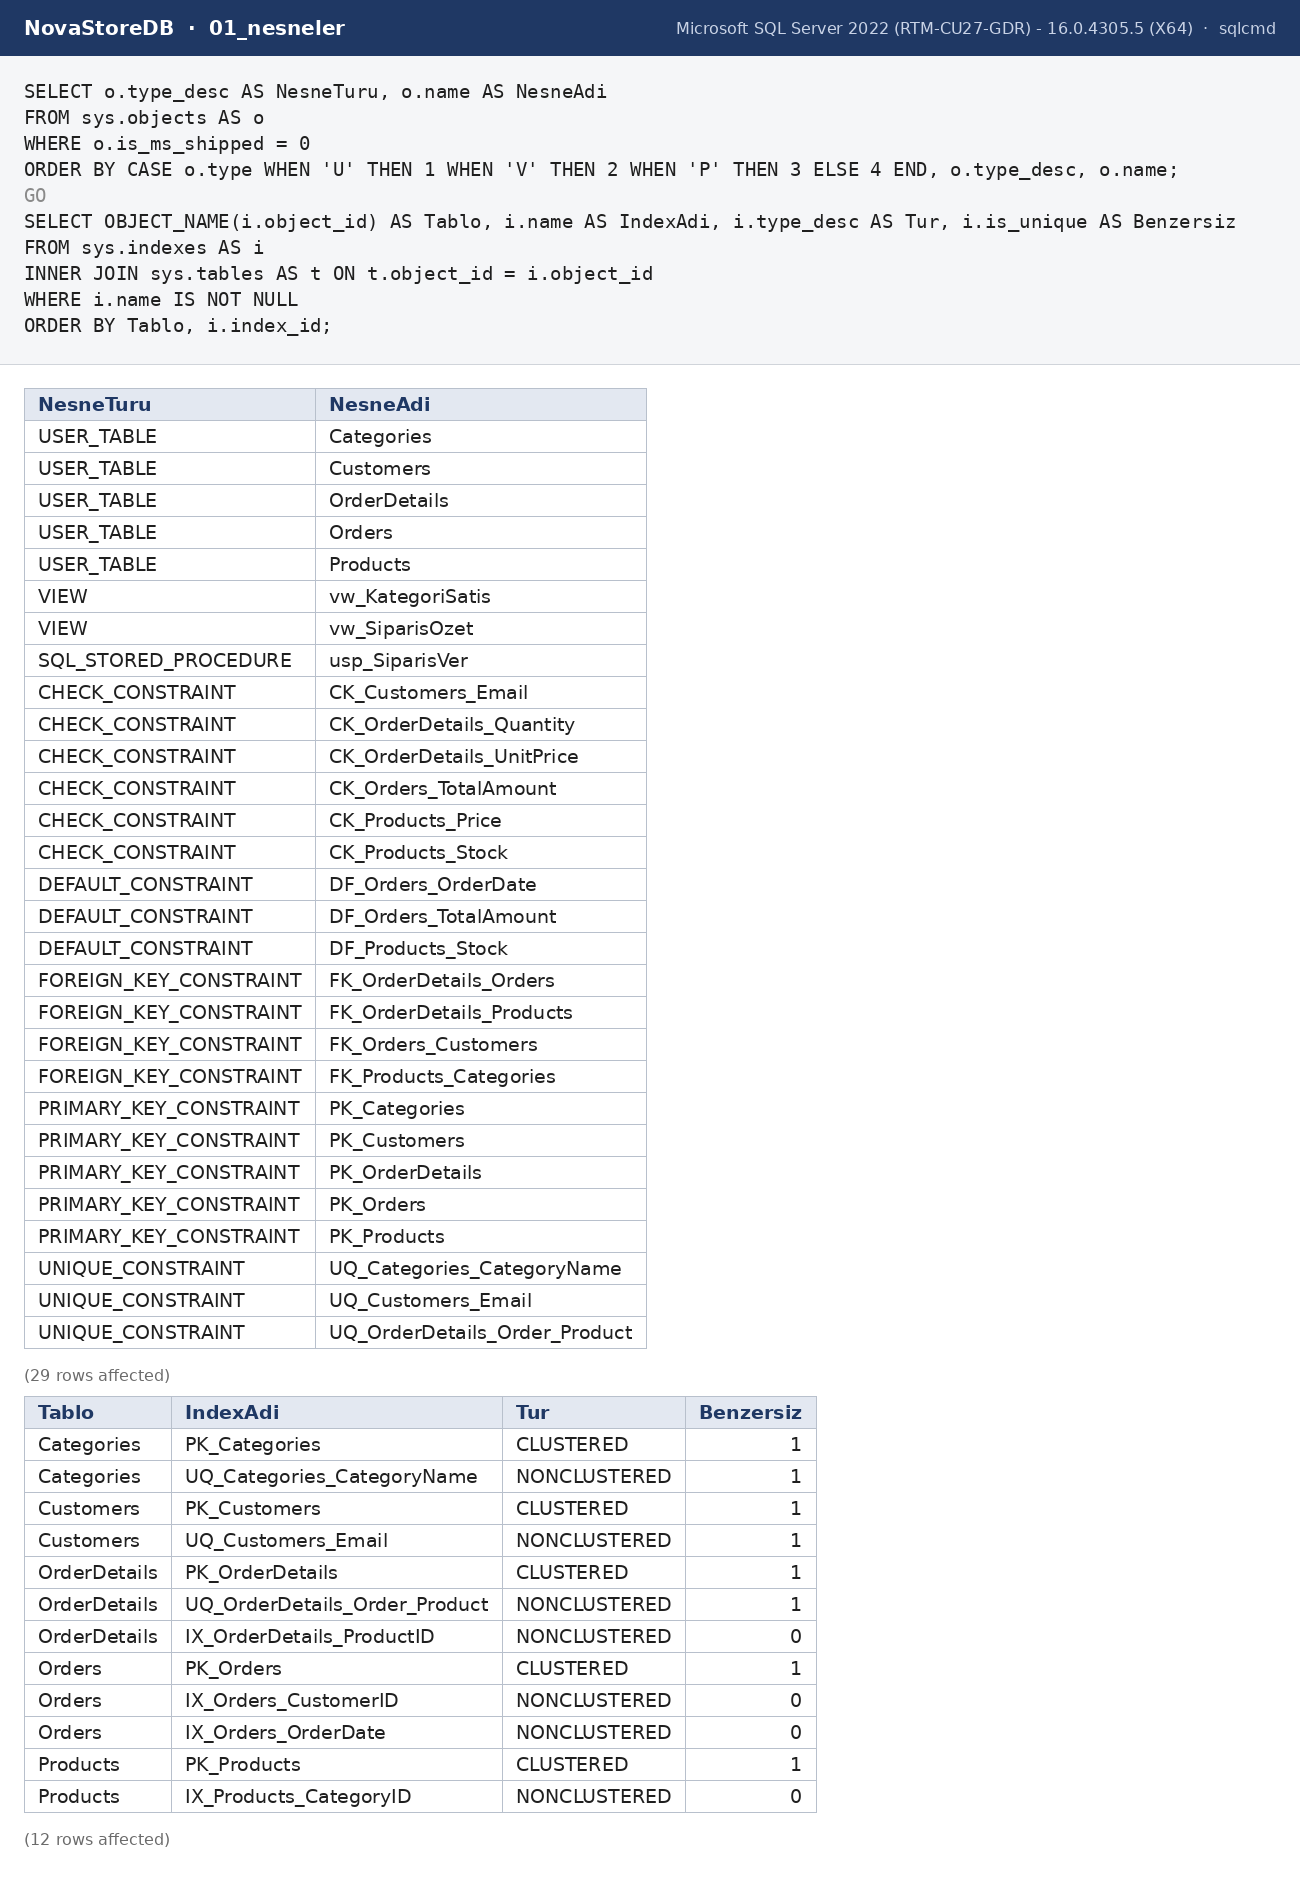 NovaStoreDB · 01_nesneler
Microsoft SQL Server 2022 (RTM-CU27-GDR) - 16.0.4305.5 (X64) · sqlcmd
SELECT o.type_desc AS NesneTuru, o.name AS NesneAdi
FROM sys.objects AS o
WHERE o.is_ms_shipped = 0
ORDER BY CASE o.type WHEN 'U' THEN 1 WHEN 'V' THEN 2 WHEN 'P' THEN 3 ELSE 4 END, o.type_desc, o.name;
GO
SELECT OBJECT_NAME(i.object_id) AS Tablo, i.name AS IndexAdi, i.type_desc AS Tur, i.is_unique AS Benzersiz
FROM sys.indexes AS i
INNER JOIN sys.tables AS t ON t.object_id = i.object_id
WHERE i.name IS NOT NULL
ORDER BY Tablo, i.index_id;
NesneTuru NesneAdi
USER_TABLE Categories
USER_TABLE Customers
USER_TABLE OrderDetails
USER_TABLE Orders
USER_TABLE Products
VIEW vw_KategoriSatis
VIEW vw_SiparisOzet
SQL_STORED_PROCEDURE usp_SiparisVer
CHECK_CONSTRAINT CK_Customers_Email
CHECK_CONSTRAINT CK_OrderDetails_Quantity
CHECK_CONSTRAINT CK_OrderDetails_UnitPrice
CHECK_CONSTRAINT CK_Orders_TotalAmount
CHECK_CONSTRAINT CK_Products_Price
CHECK_CONSTRAINT CK_Products_Stock
DEFAULT_CONSTRAINT DF_Orders_OrderDate
DEFAULT_CONSTRAINT DF_Orders_TotalAmount
DEFAULT_CONSTRAINT DF_Products_Stock
FOREIGN_KEY_CONSTRAINT FK_OrderDetails_Orders
FOREIGN_KEY_CONSTRAINT FK_OrderDetails_Products
FOREIGN_KEY_CONSTRAINT FK_Orders_Customers
FOREIGN_KEY_CONSTRAINT FK_Products_Categories
PRIMARY_KEY_CONSTRAINT PK_Categories
PRIMARY_KEY_CONSTRAINT PK_Customers
PRIMARY_KEY_CONSTRAINT PK_OrderDetails
PRIMARY_KEY_CONSTRAINT PK_Orders
PRIMARY_KEY_CONSTRAINT PK_Products
UNIQUE_CONSTRAINT UQ_Categories_CategoryName
UNIQUE_CONSTRAINT UQ_Customers_Email
UNIQUE_CONSTRAINT UQ_OrderDetails_Order_Product
(29 rows affected)
Tablo IndexAdi Tur Benzersiz
Categories PK_Categories CLUSTERED 1
Categories UQ_Categories_CategoryName NONCLUSTERED 1
Customers PK_Customers CLUSTERED 1
Customers UQ_Customers_Email NONCLUSTERED 1
OrderDetails PK_OrderDetails CLUSTERED 1
OrderDetails UQ_OrderDetails_Order_Product NONCLUSTERED 1
OrderDetails IX_OrderDetails_ProductID NONCLUSTERED 0
Orders PK_Orders CLUSTERED 1
Orders IX_Orders_CustomerID NONCLUSTERED 0
Orders IX_Orders_OrderDate NONCLUSTERED 0
Products PK_Products CLUSTERED 1
Products IX_Products_CategoryID NONCLUSTERED 0
(12 rows affected)